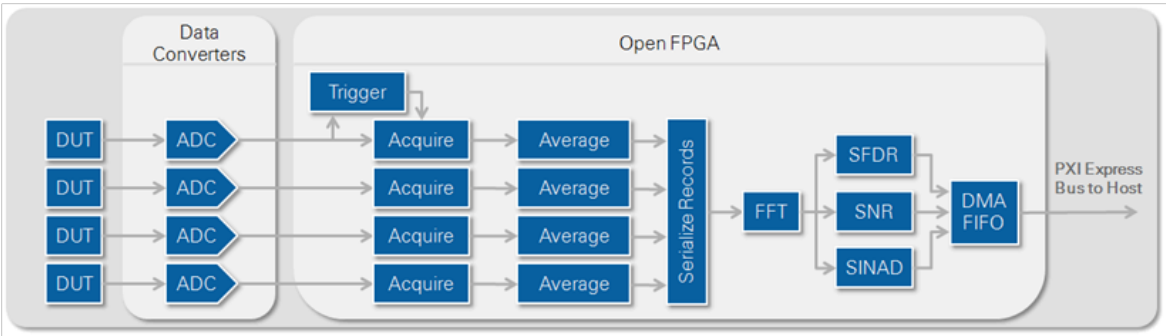 Data
Converters
Open FPGA
Trigger
DUT
ADC
Acquire
Average
DUT
ADC
Acquire
Average
DUT
ADC
Acquire
Average
DUT
ADC
Acquire
Average
Serialize Records
FFT
SFDR
SNR
SINAD
DMA
FIFO
PXI Express
Bus to Host